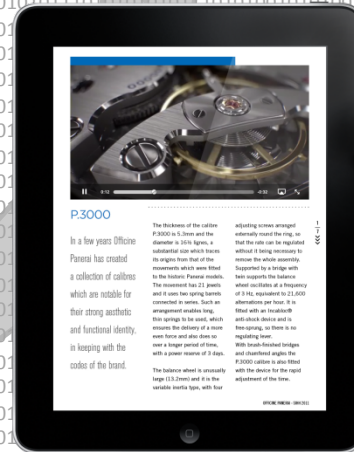 0:12
-0:32
P.3000
In a few years Officine
Panerai has created
a collection of calibres
which are notable for
their strong aesthetic
and functional identity,
in keeping with the
codes of the brand.
The thickness of the calibre
P.3000 is 5.3mm and the
diameter is 16½ lignes, a
substantial size which traces
its origins from that of the
movements which were fitted
to the historic Panerai models.
The movement has 21 jewels
and it uses two spring barrels
connected in series. Such an
arrangement enables long,
thin springs to be used, which
ensures the delivery of a more
even force and also does so
over a longer period of time,
with a power reserve of 3 days.
The balance wheel is unusually
large (13.2mm) and it is the
variable inertia type, with four
adjusting screws arranged
externally round the ring, so
that the rate can be regulated
without it being necessary to
remove the whole assembly.
Supported by a bridge with
twin supports the balance
wheel oscillates at a frequency
of 3 Hz, equivalent to 21,600
alternations per hour. It is
fitted with an Incabloc®
anti-shock device and is
free-sprung, so there is no
regulating lever.
With brush-finished bridges
and chamfered angles the
P.3000 calibre is also fitted
with the device for the rapid
adjustment of the time.